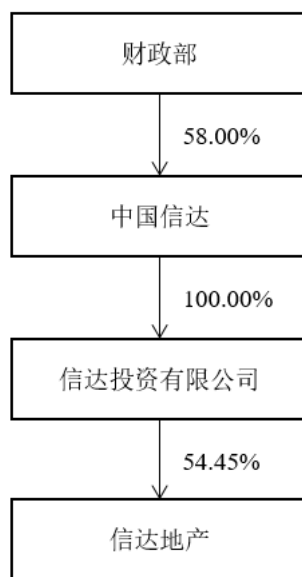 财政部
58.00%
中国信达
100.00%
信达投资有限公司
54.45%
信达地产